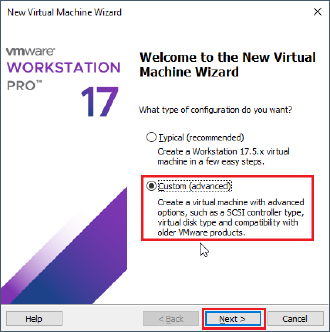 New Virtual Machine Wizard
vmware
WORKSTATION
PRO™
17
Welcome to the New Virtual
Machine Wizard
What type of configuration do you want?
Typical (recommended)
Create a Workstation 17.5.x virtual
machine in a few easy steps.
Custom (advanced)
Create a virtual machine with advanced
options, such as a SCSI controller type,
virtual disk type and compatibility with
older VMware products.
Help
< Back
Next >
Cancel